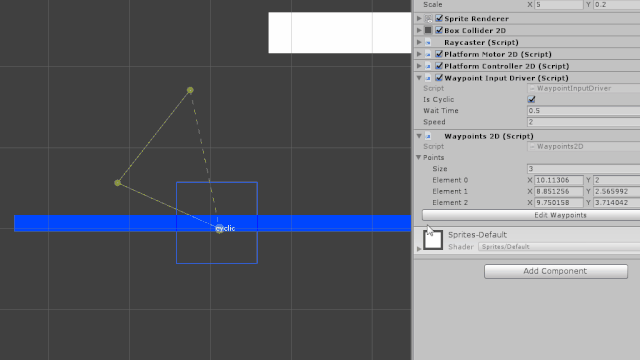 Scale X 5 Y 0.2
Sprite Renderer
Box Collider 2D
Raycaster (Script)
Platform Motor 2D (Script)
Platform Controller 2D (Script)
Waypoint Input Driver (Script)
Script WaypointInputDriver
Is Cyclic
Wait Time 0.5
Speed 2
Waypoints 2D (Script)
Script Waypoints2D
Points
Size 3
Element 0 X 10.11306 Y 2
Element 1 X 8.851256 Y 2.565992
Element 2 X 9.750158 Y 3.714042
Edit Waypoints
cyclic
Sprites-Default
Shader Sprites/Default
Add Component